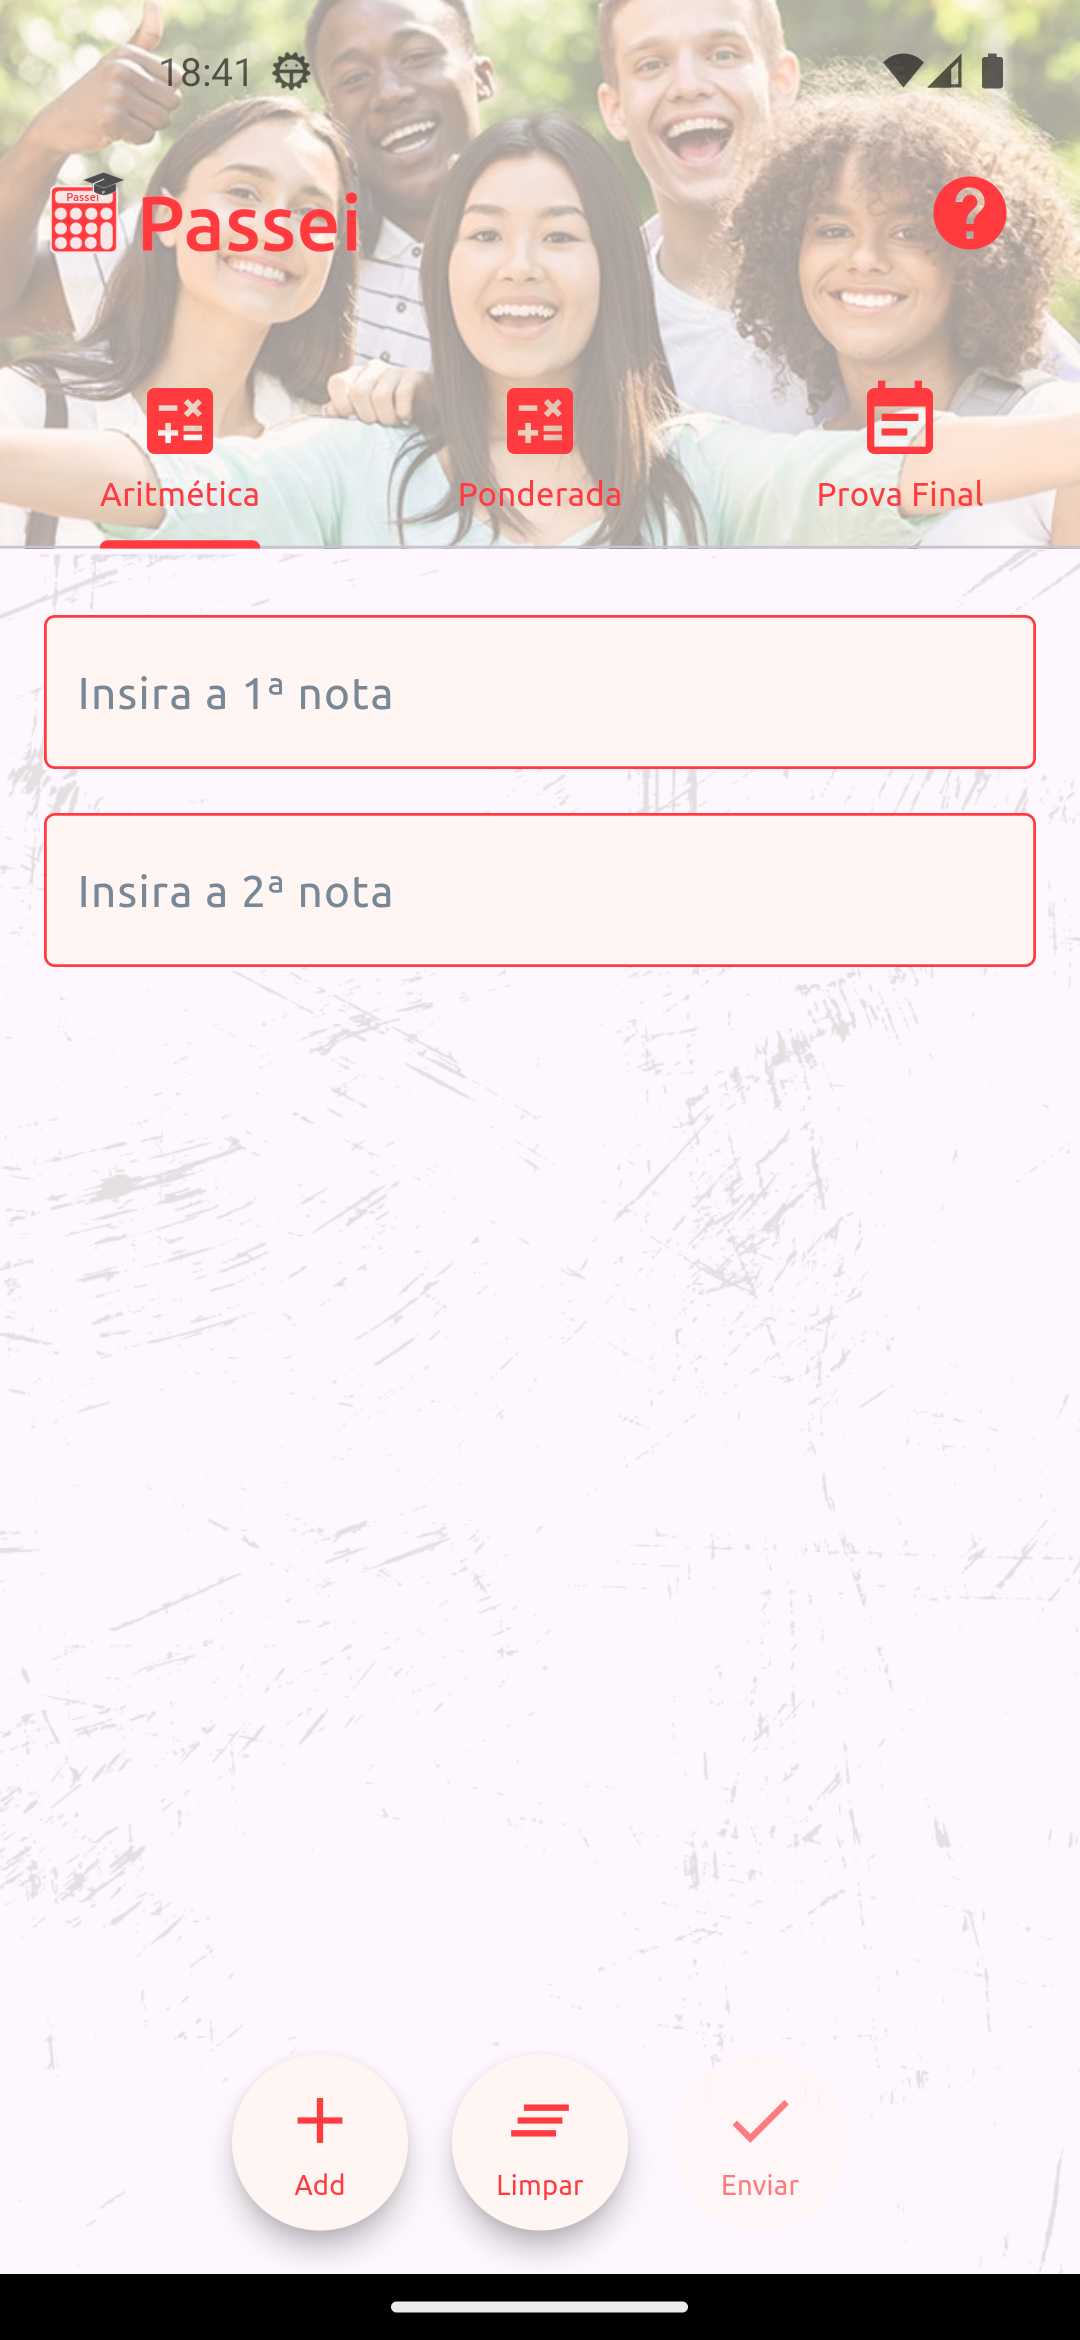 18:41
Passei
Passei
Aritmética
Ponderada
Prova Final
Insira a 1ª nota
Insira a 2ª nota
Add
Limpar
Enviar